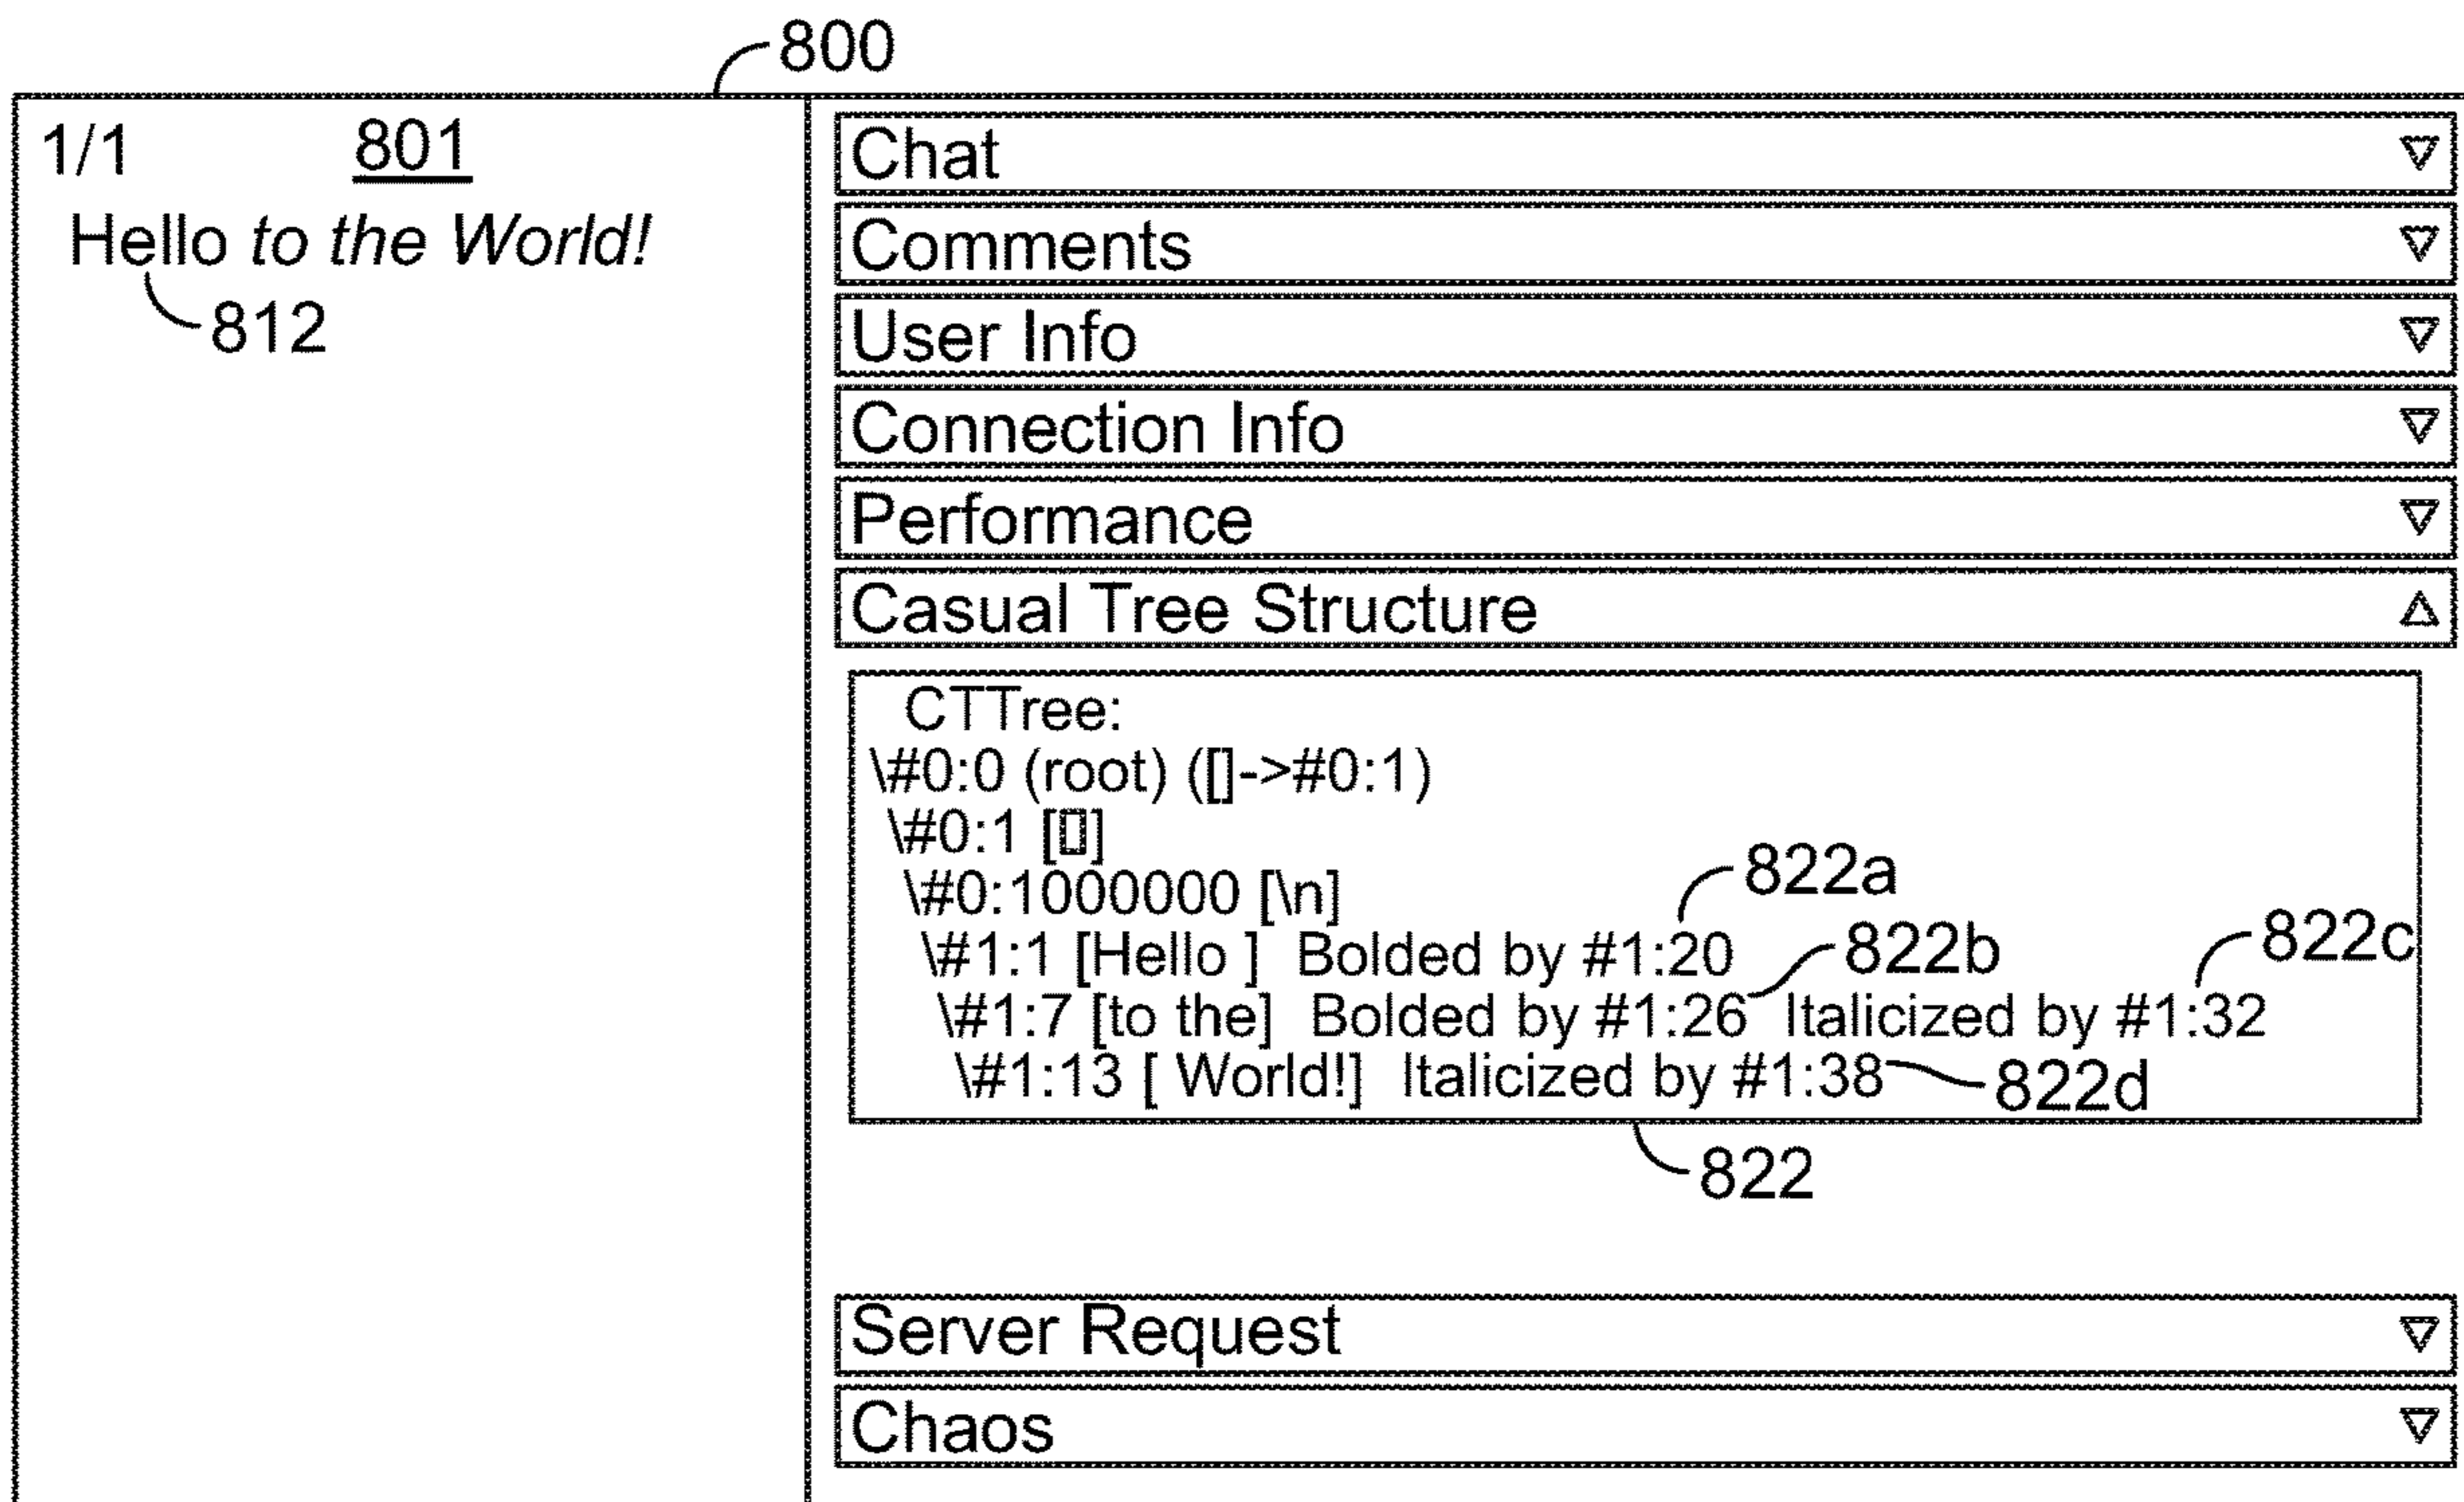 800
1/1 801
Hello to the World!
812
Chat
Comments
User Info
Connection Info
Performance
Casual Tree Structure
CTTree:
\#0:0 (root) ([]->#0:1)
\#0:1 [▯]
\#0:1000000 [\n]
822a
\#1:1 [Hello ] Bolded by #1:20
822b
822c
\#1:7 [to the] Bolded by #1:26 Italicized by #1:32
\#1:13 [ World!] Italicized by #1:38
822d
822
Server Request
Chaos